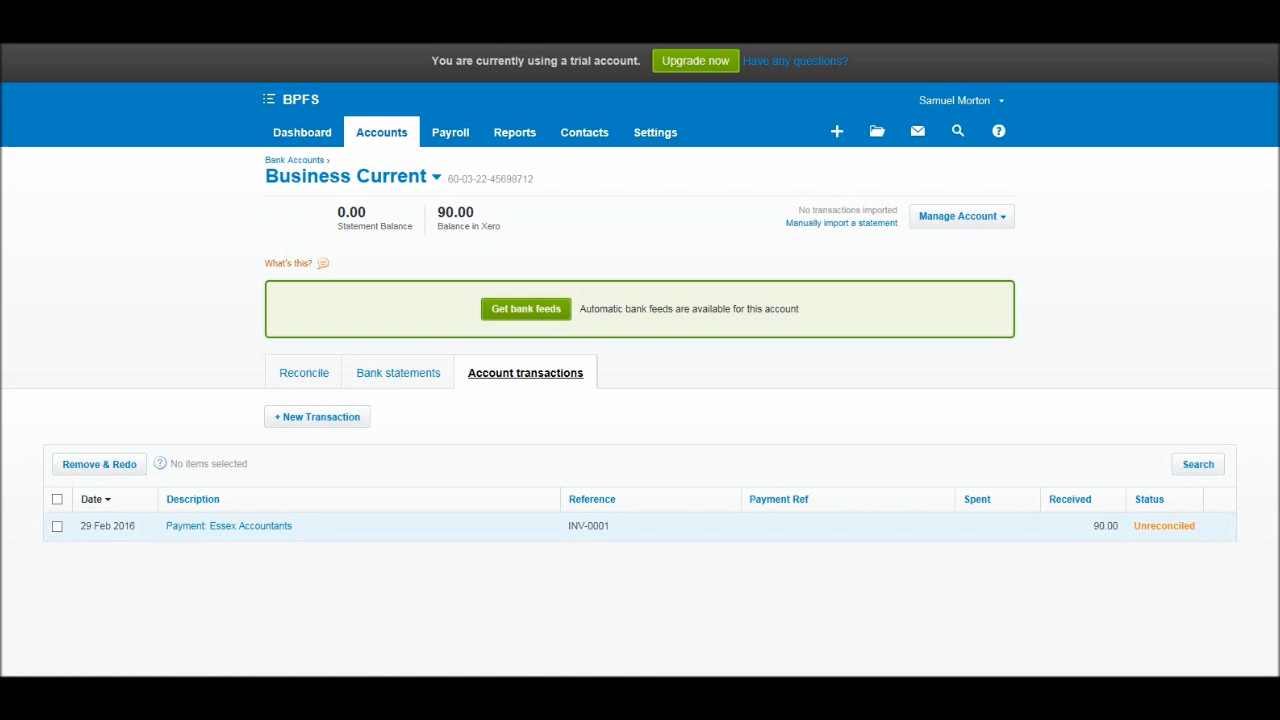 You are currently using a trial account. Upgrade now Have any questions?
BPFS
Samuel Morton
Dashboard Accounts Payroll Reports Contacts Settings
Bank Accounts ›
Business Current 60-03-22-45698712
0.00 90.00
Statement Balance Balance in Xero
No transactions imported
Manually import a statement
Manage Account
What's this?
Get bank feeds Automatic bank feeds are available for this account
Reconcile Bank statements Account transactions
+ New Transaction
Remove & Redo ? No items selected Search
Date Description Reference Payment Ref Spent Received Status
29 Feb 2016 Payment: Essex Accountants INV-0001 90.00 Unreconciled